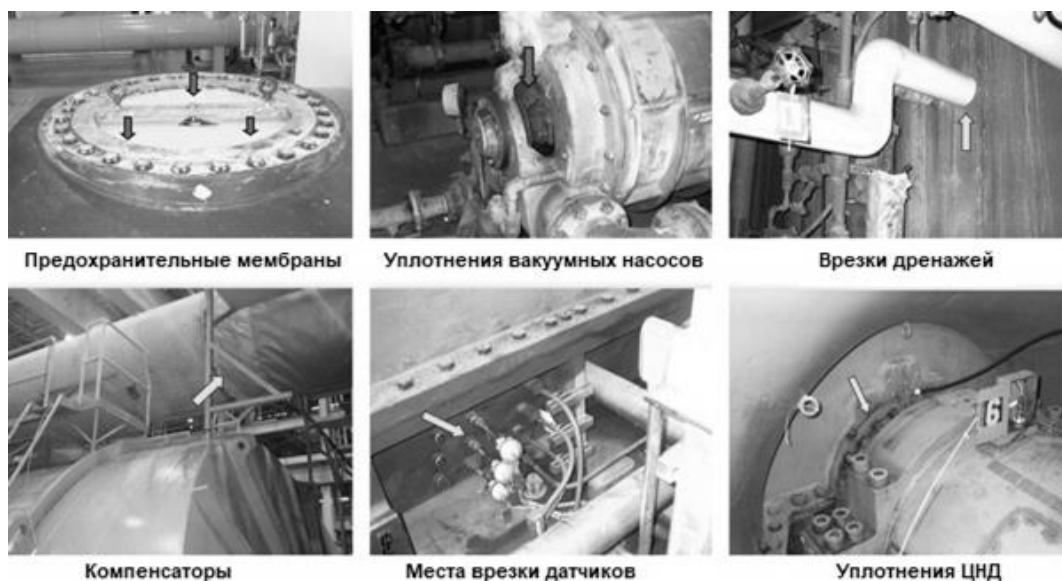 Предохранительные мембраны
Уплотнения вакуумных насосов
Врезки дренажей
Компенсаторы
Места врезки датчиков
Уплотнения ЦНД